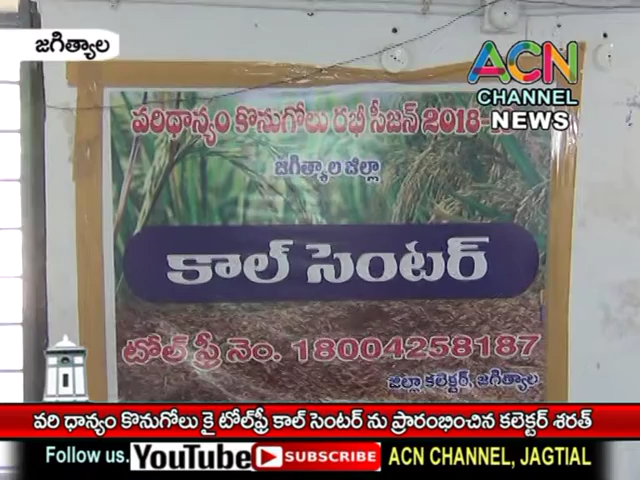 జగిత్యాల
ACN
CHANNEL
NEWS
వరిధాన్యం కొనుగోలు రబీ సీజన్ 2018-
జగిత్యాల జిల్లా
కాల్ సెంటర్
టోల్ ఫ్రీ నెం. 18004258187
జిల్లా కలెక్టర్, జగిత్యాల
వరి ధాన్యం కొనుగోలు కై టోల్‌ఫ్రీ కాల్ సెంటర్ ను ప్రారంభించిన కలెక్టర్ శరత్
Follow us. YouTube SUBSCRIBE ACN CHANNEL, JAGTIAL